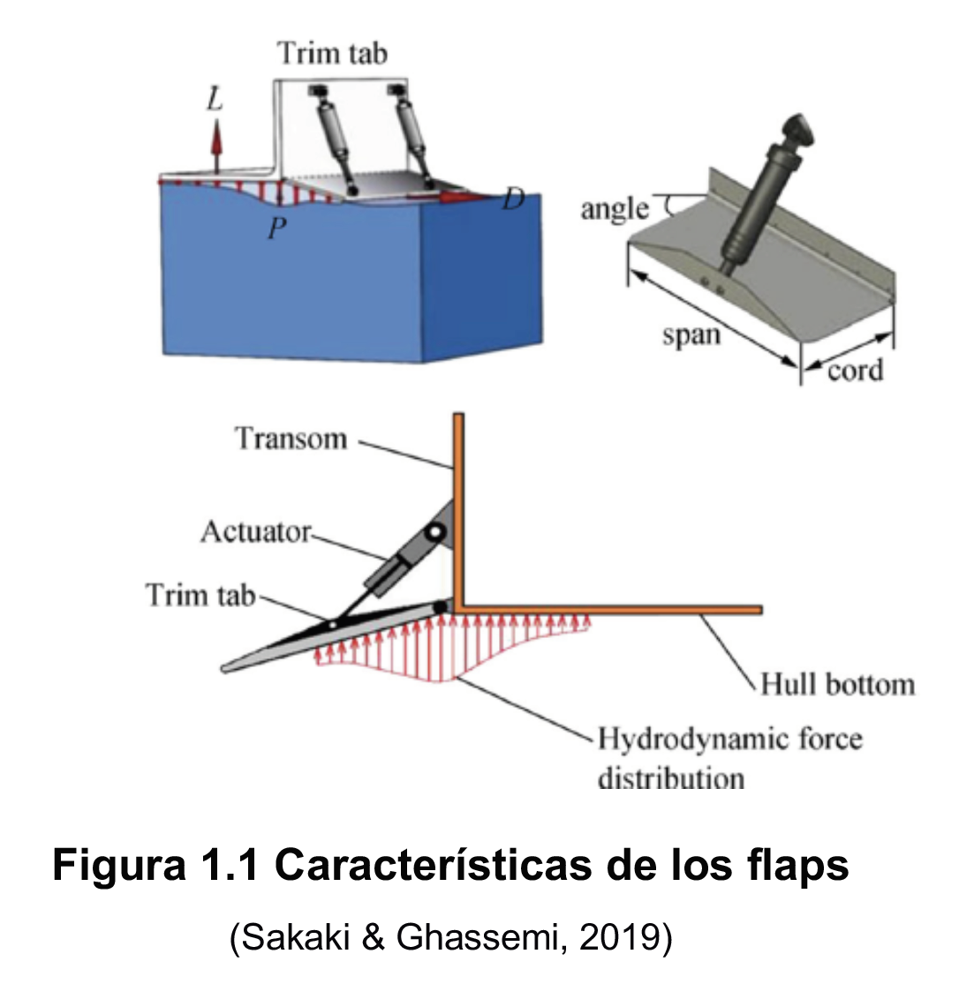 Trim tab
L
D
P
angle
span
cord
Transom
Actuator
Trim tab
Hull bottom
Hydrodynamic force
distribution
Figura 1.1 Características de los flaps
(Sakaki & Ghassemi, 2019)